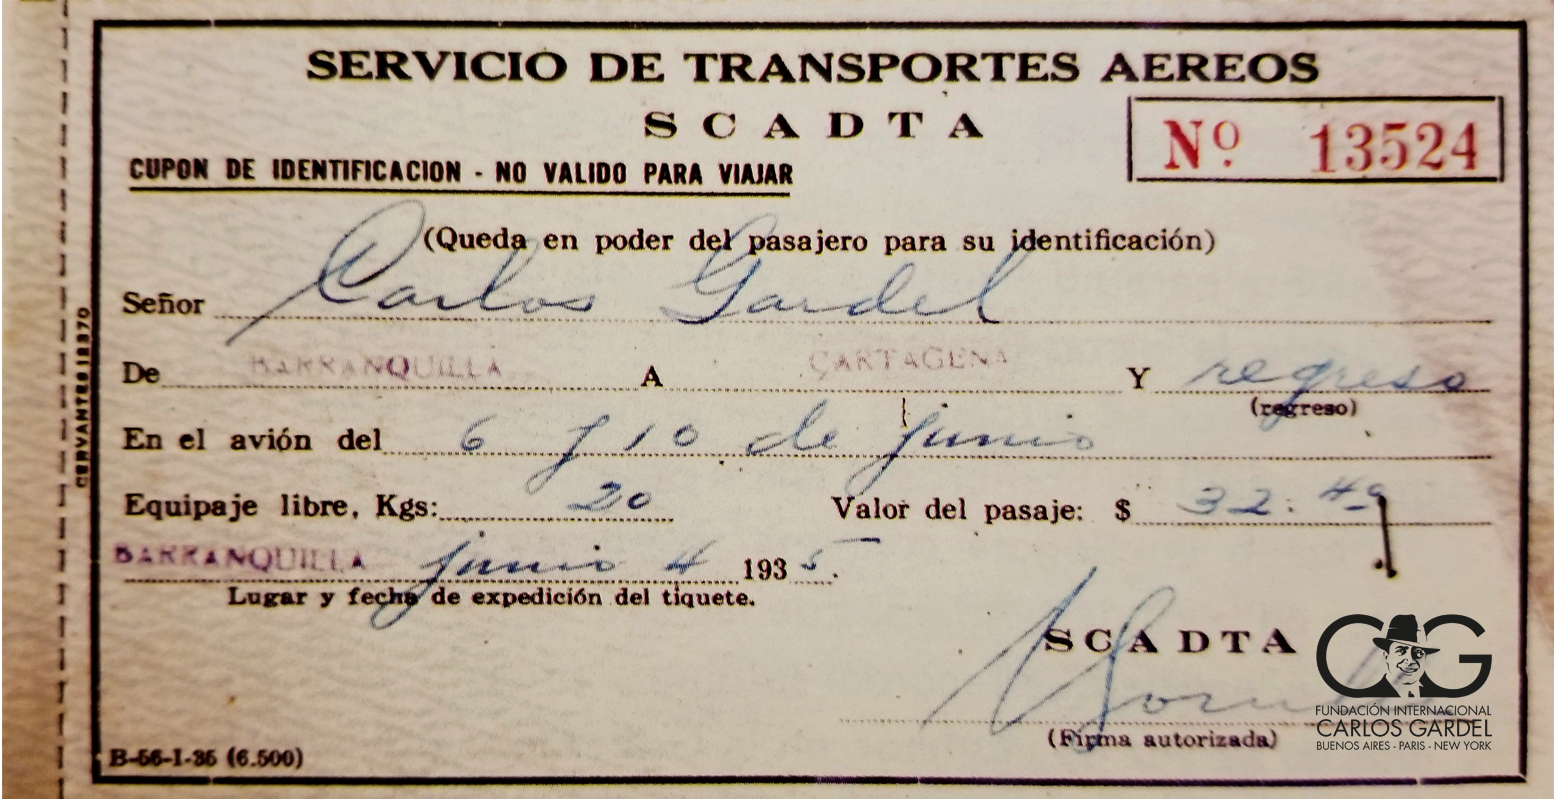 SERVICIO DE TRANSPORTES AEREOS
SCADTA
Nº 13524
CUPON DE IDENTIFICACION - NO VALIDO PARA VIAJAR
(Queda en poder del pasajero para su identificación)
Señor Carlos Gardel
De BARRANQUILLA A CARTAGENA Y regreso
(regreso)
En el avión del 6 y 10 de junio
Equipaje libre, Kgs: 20 Valor del pasaje: $ 32:40
BARRANQUILLA junio 4 1935.
Lugar y fecha de expedición del tiquete.
SCADTA
(Firma autorizada)
B-56-I-35 (6.500)
CERVANTES 12370
CG
FUNDACIÓN INTERNACIONAL
CARLOS GARDEL
BUENOS AIRES - PARIS - NEW YORK